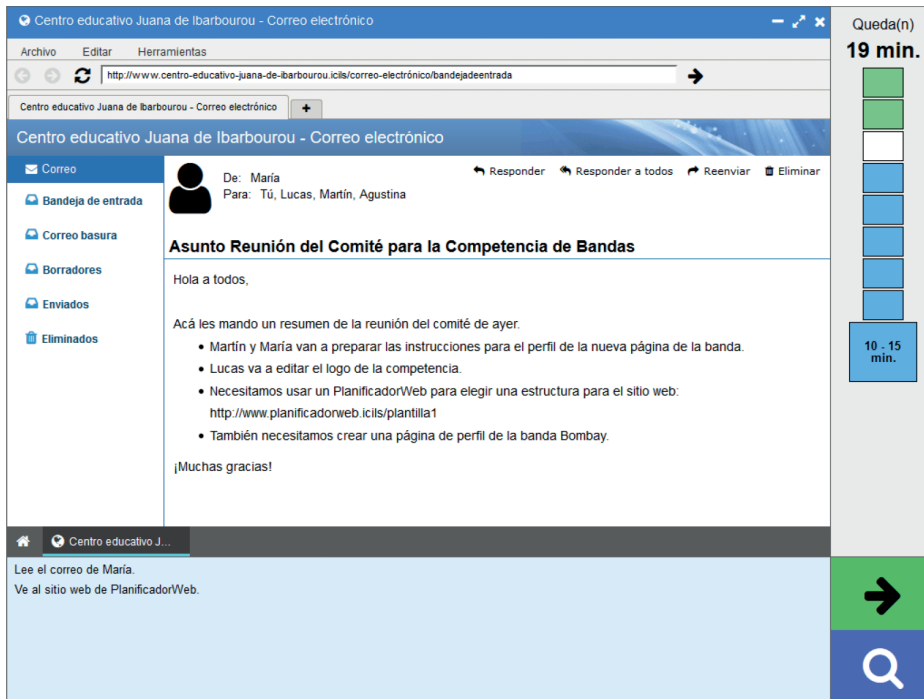 Centro educativo Juana de Ibarbourou - Correo electrónico
Archivo Editar Herramientas
http://www.centro-educativo-juana-de-ibarbourou.icils/correo-electrónico/bandejadeentrada
Centro educativo Juana de Ibarbourou - Correo electrónico +
Centro educativo Juana de Ibarbourou - Correo electrónico
Correo
Bandeja de entrada
Correo basura
Borradores
Enviados
Eliminados
Responder Responder a todos Reenviar Eliminar
De: María
Para: Tú, Lucas, Martín, Agustina
Asunto Reunión del Comité para la Competencia de Bandas
Hola a todos,
Acá les mando un resumen de la reunión del comité de ayer.
• Martín y María van a preparar las instrucciones para el perfil de la nueva página de la banda.
• Lucas va a editar el logo de la competencia.
• Necesitamos usar un PlanificadorWeb para elegir una estructura para el sitio web:
http://www.planificadorweb.icils/plantilla1
• También necesitamos crear una página de perfil de la banda Bombay.
¡Muchas gracias!
Centro educativo J...
Lee el correo de María.
Ve al sitio web de PlanificadorWeb.
Queda(n)
19 min.
10 - 15
min.